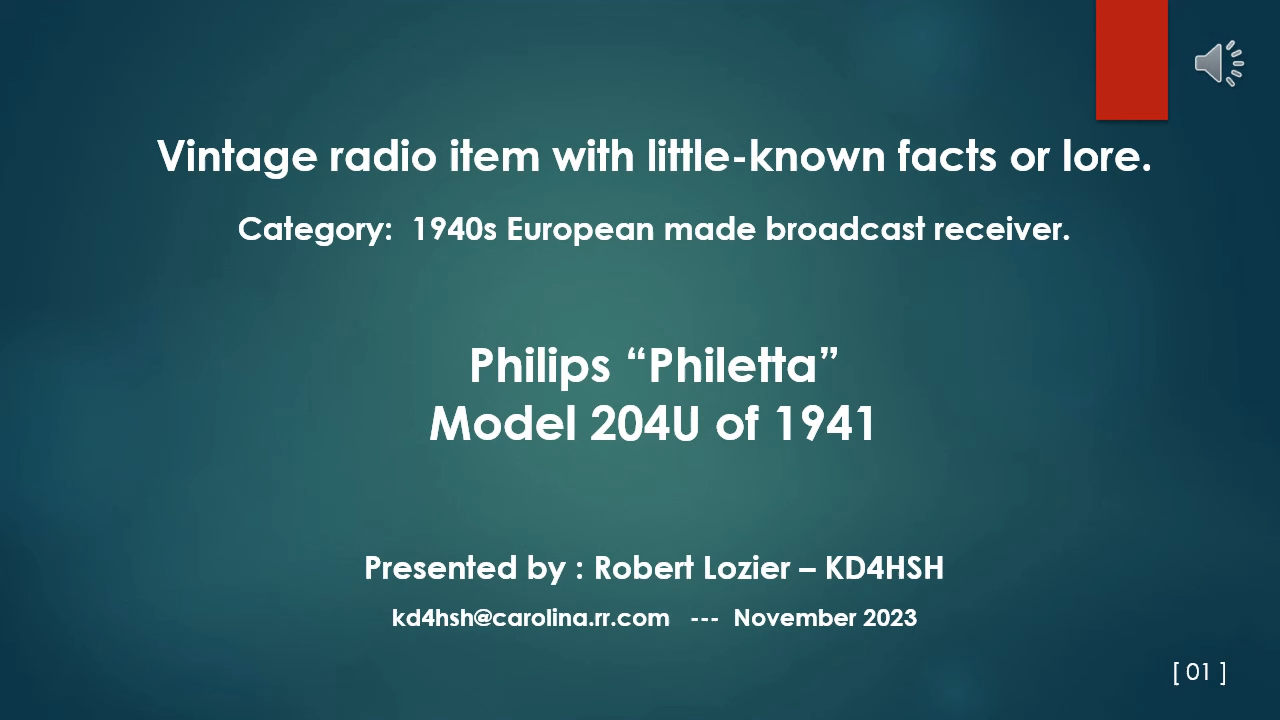 Vintage radio item with little-known facts or lore.
Category:  1940s European made broadcast receiver.
Philips “Philetta”
Model 204U of 1941
Presented by : Robert Lozier – KD4HSH
kd4hsh@carolina.rr.com   ---  November 2023
[ 01 ]